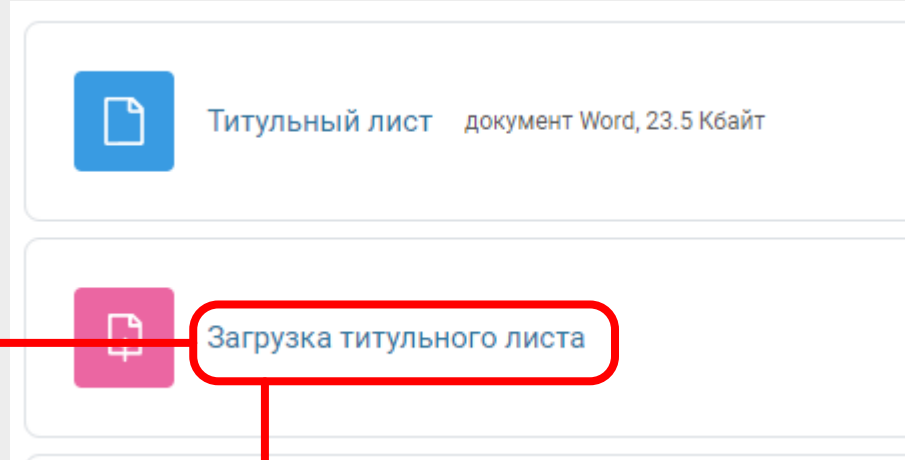 Титульный лист документ Word, 23.5 Кбайт
Загрузка титульного листа